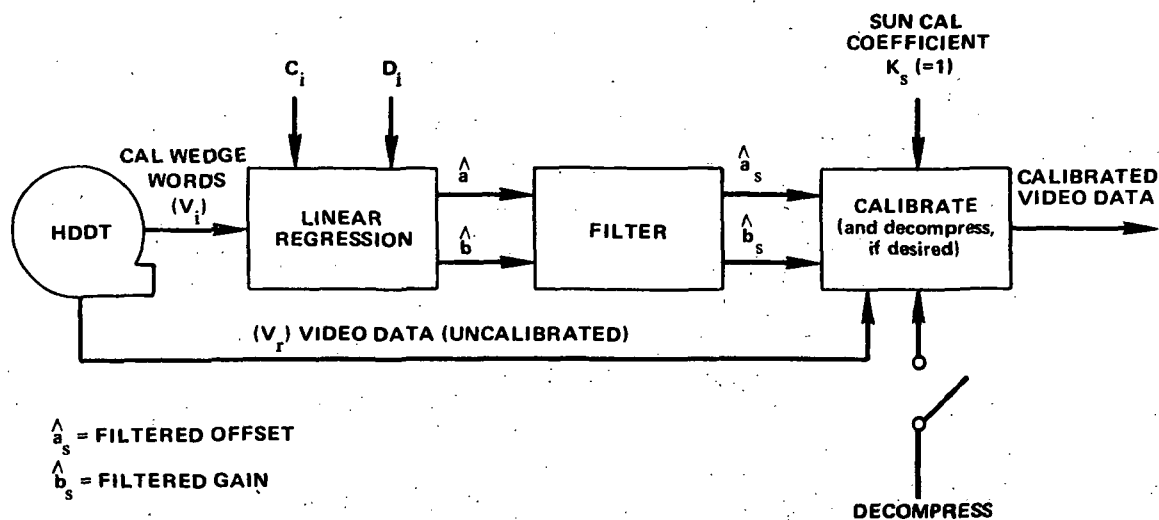 SUN CAL
COEFFICIENT
K_s (=1)
C_i
D_i
CAL WEDGE
WORDS
(V_i)
HDDT
LINEAR
REGRESSION
â
b̂
FILTER
â_s
b̂_s
CALIBRATE
(and decompress,
if desired)
CALIBRATED
VIDEO DATA
(V_r) VIDEO DATA (UNCALIBRATED)
â_s = FILTERED OFFSET
b̂_s = FILTERED GAIN
DECOMPRESS